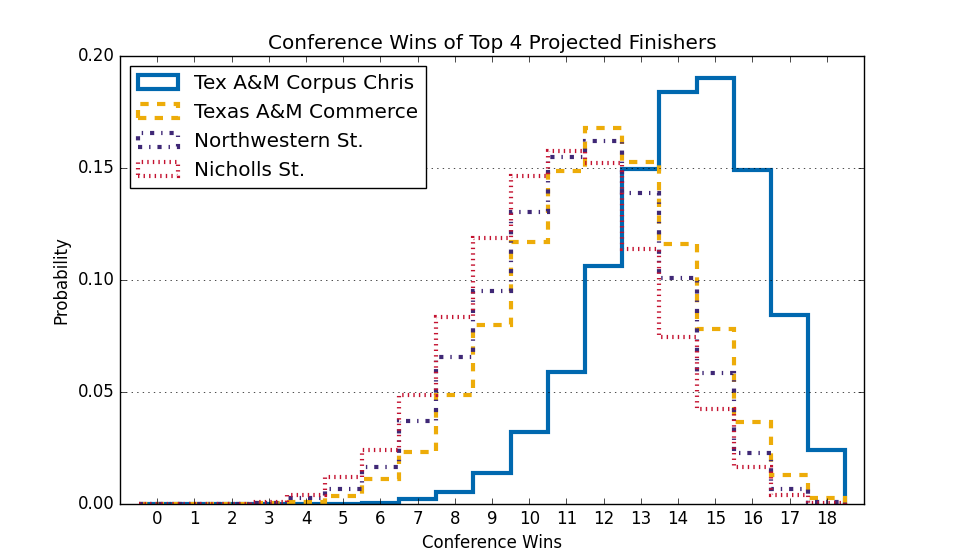 Conference Wins of Top 4 Projected Finishers
0.20
0.15
0.10
0.05
0.00
Probability
Tex A&M Corpus Chris
Texas A&M Commerce
Northwestern St.
Nicholls St.
0 1 2 3 4 5 6 7 8 9 10 11 12 13 14 15 16 17 18
Conference Wins